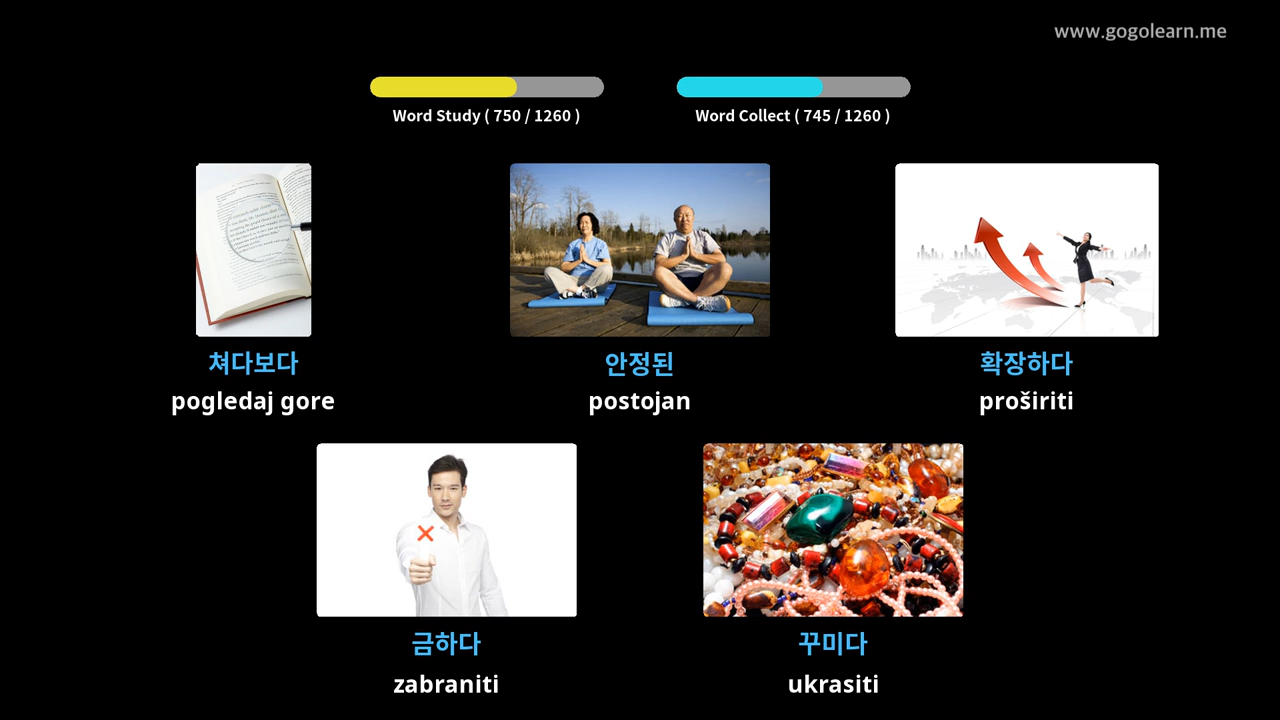 www.gogolearn.me
Word Study ( 750 / 1260 )
Word Collect ( 745 / 1260 )
쳐다보다
pogledaj gore
안정된
postojan
확장하다
proširiti
금하다
zabraniti
꾸미다
ukrasiti